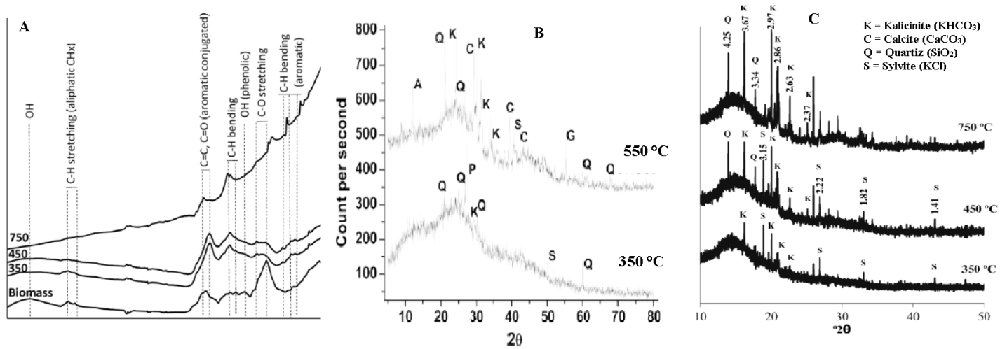 A
OH
C-H stretching (aliphatic CHx)
C=C, C=O (aromatic conjugated)
C-H bending
OH (phenolic)
C-O stretching
C-H bending
(aromatic)
750
450
350
Biomass
B
Count per second
800
700
600
500
400
300
200
100
Q
K
C
K
A
Q
K
K
C
S
C
G
Q
Q
550 °C
P
Q
Q
K
Q
S
Q
350 °C
0
10
20
30
40
50
60
70
80
2θ
C
K = Kalicinite (KHCO₃)
C = Calcite (CaCO₃)
Q = Quartiz (SiO₂)
S = Sylvite (KCl)
Q
4.25
K
3.67
Q
3.34
K
2.97
K
2.86
K
2.63
K
2.37
750 °C
Q
K
Q
S
3.15
K
K
K
K
S
2.22
S
1.82
S
1.41
450 °C
K
S
K
K
K
S
S
S
350 °C
10
20
30
40
50
°2θ